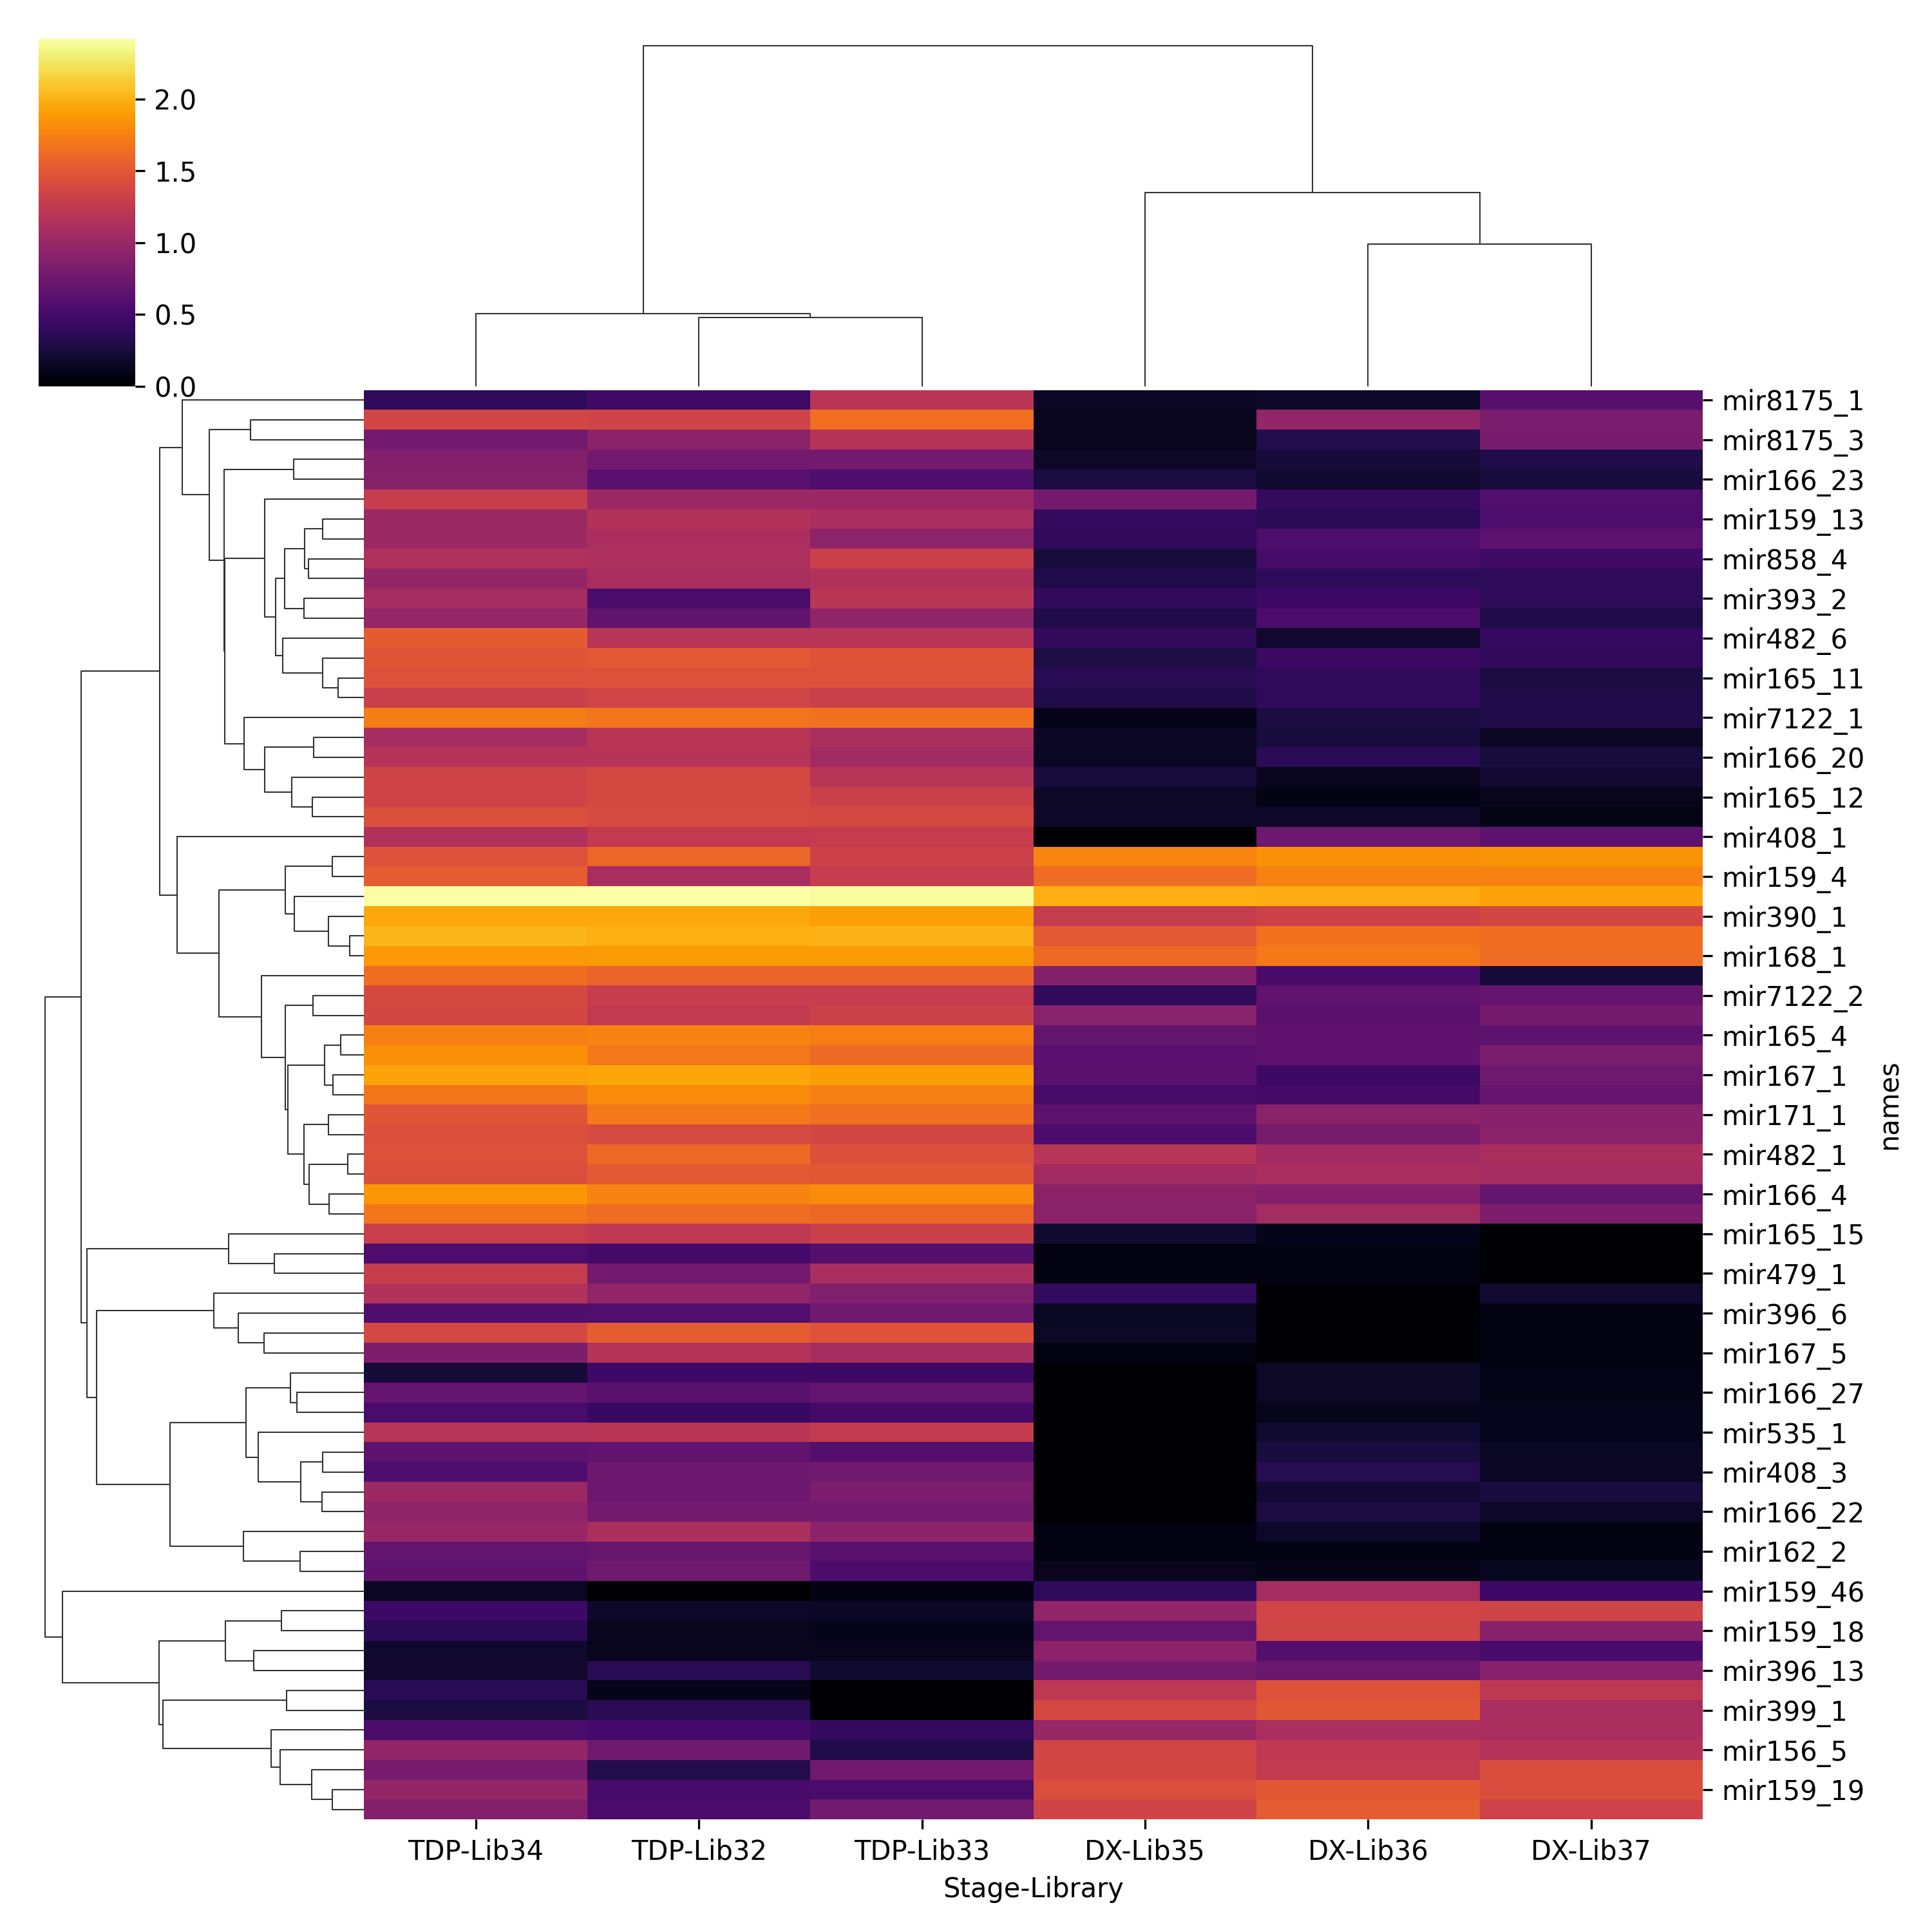 2.0
1.5
1.0
0.5
0.0
mir8175_1
mir8175_3
mir166_23
mir159_13
mir858_4
mir393_2
mir482_6
mir165_11
mir7122_1
mir166_20
mir165_12
mir408_1
mir159_4
mir390_1
mir168_1
mir7122_2
mir165_4
mir167_1
mir171_1
mir482_1
mir166_4
mir165_15
mir479_1
mir396_6
mir167_5
mir166_27
mir535_1
mir408_3
mir166_22
mir162_2
mir159_46
mir159_18
mir396_13
mir399_1
mir156_5
mir159_19
names
TDP-Lib34 TDP-Lib32 TDP-Lib33 DX-Lib35 DX-Lib36 DX-Lib37
Stage-Library